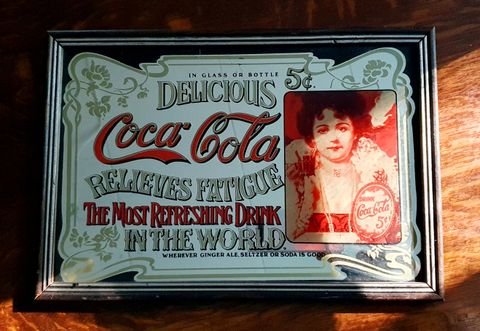 IN GLASS OR BOTTLE 5¢.
DELICIOUS
Coca-Cola
RELIEVES FATIGUE
THE MOST REFRESHING DRINK
IN THE WORLD.
WHEREVER GINGER ALE, SELTZER OR SODA IS GOOD
DRINK
Coca-Cola
5¢